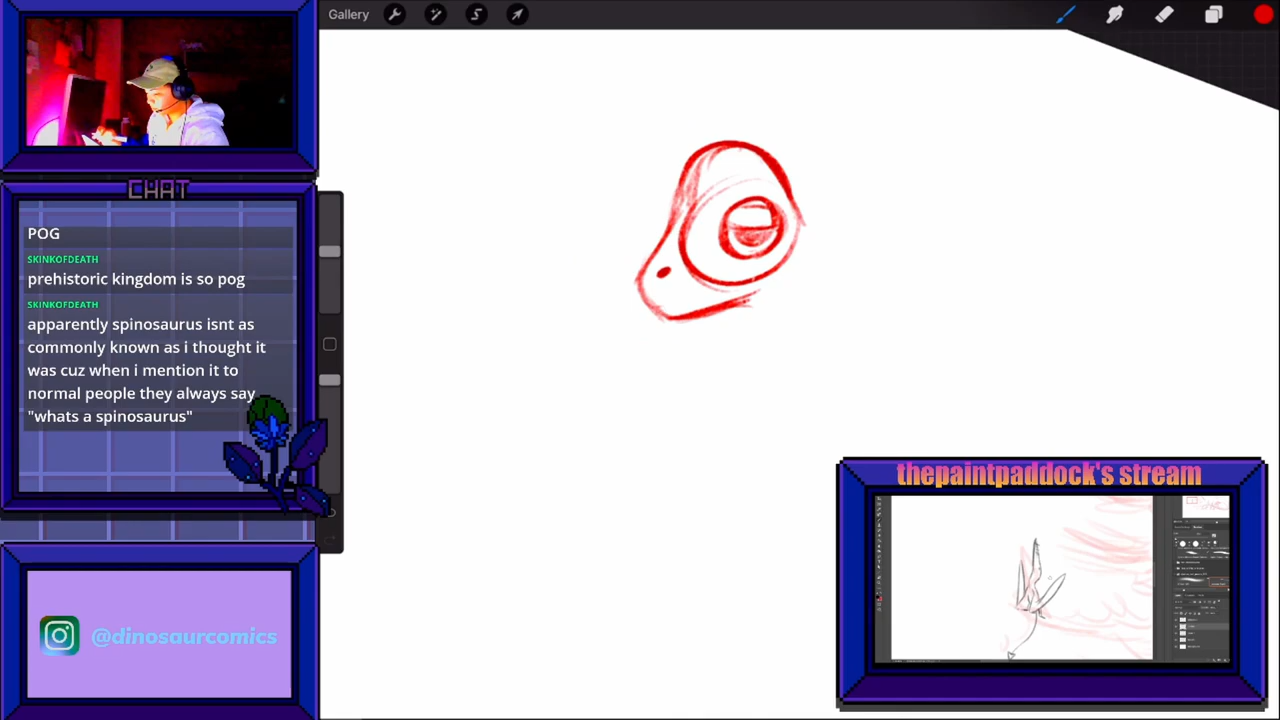 Gallery
CHAT
POG
SKINKOFDEATH
prehistoric kingdom is so pog
SKINKOFDEATH
apparently spinosaurus isnt as
commonly known as i thought it
was cuz when i mention it to
normal people they always say
"whats a spinosaurus"
@dinosaurcomics
thepaintpaddock's stream